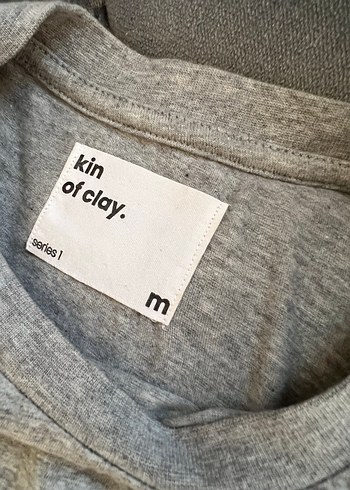 kin
of clay.
series 1
m